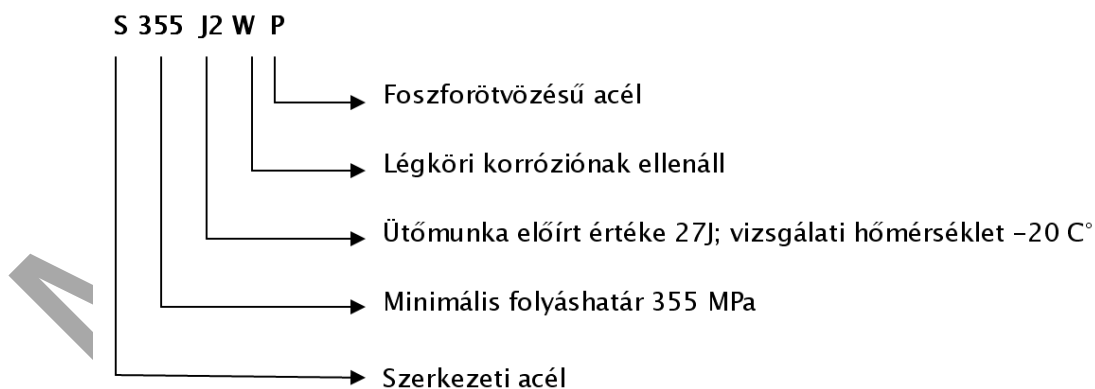 S 355 J2 W P
Foszforötvözésű acél
Légköri korróziónak ellenáll
Ütőmunka előírt értéke 27J; vizsgálati hőmérséklet -20 C°
Minimális folyáshatár 355 MPa
Szerkezeti acél